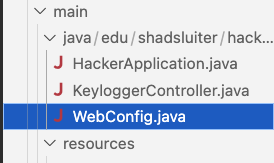 main
java/edu/shadsluiter/hack...
HackerApplication.java
KeyloggerController.java
WebConfig.java
resources